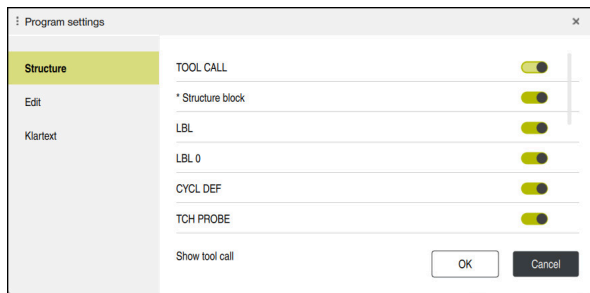 Program settings
Structure
Edit
Klartext
TOOL CALL
* Structure block
LBL
LBL 0
CYCL DEF
TCH PROBE
Show tool call
OK
Cancel